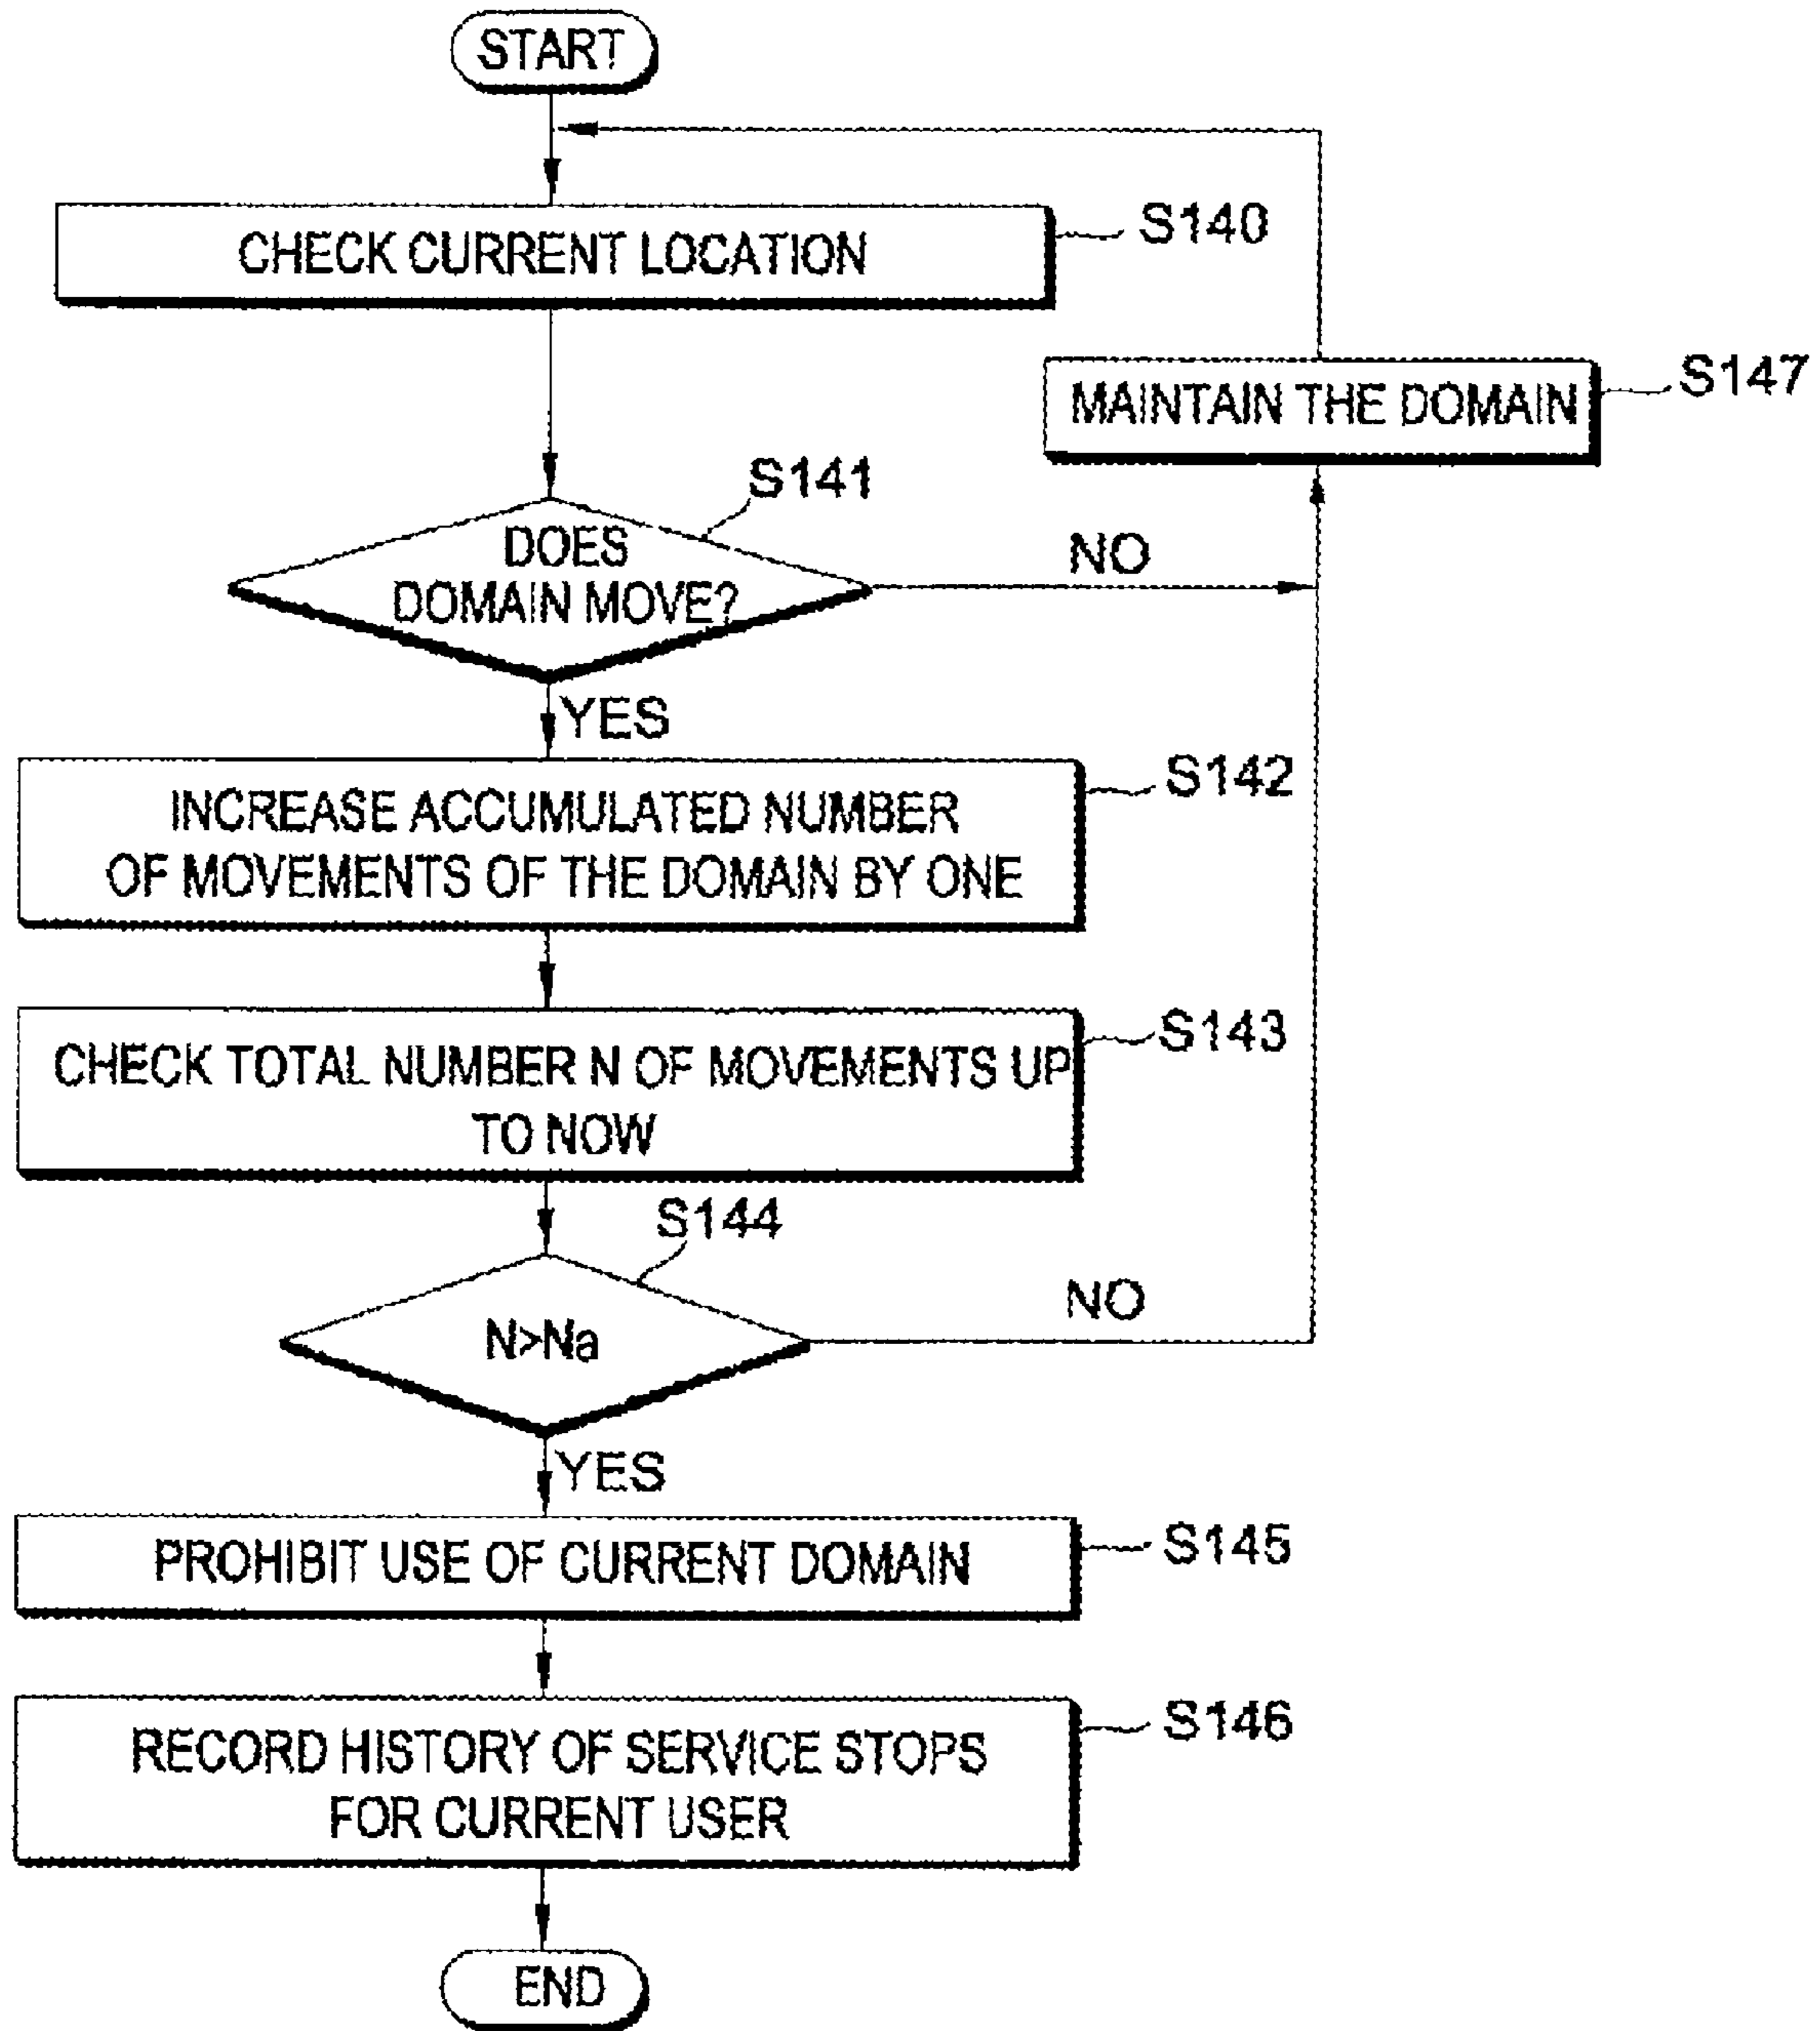 START
CHECK CURRENT LOCATION
S140
MAINTAIN THE DOMAIN
S147
S141
DOES
DOMAIN MOVE?
NO
YES
S142
INCREASE ACCUMULATED NUMBER
OF MOVEMENTS OF THE DOMAIN BY ONE
S143
CHECK TOTAL NUMBER N OF MOVEMENTS UP
TO NOW
S144
N>Na
NO
YES
PROHIBIT USE OF CURRENT DOMAIN
S145
S146
RECORD HISTORY OF SERVICE STOPS
FOR CURRENT USER
END